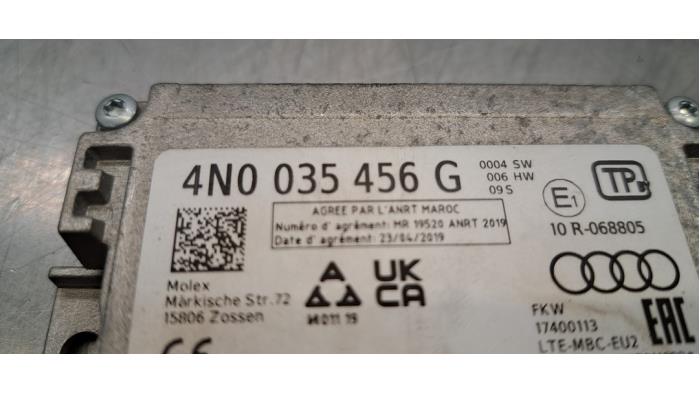 4N0 035 456 G
0004 SW
006 HW
09 S
E1
TP
AGREE PAR L'ANRT MAROC
Numéro d' agrément: MR 19520 ANRT 2019
Date d' agrément: 23/04/2019
10 R-068805
Molex
Märkische Str. 72
15806 Zossen
UK
CA
FKW
17400113
LTE-MBC-EU2
EAC
CE